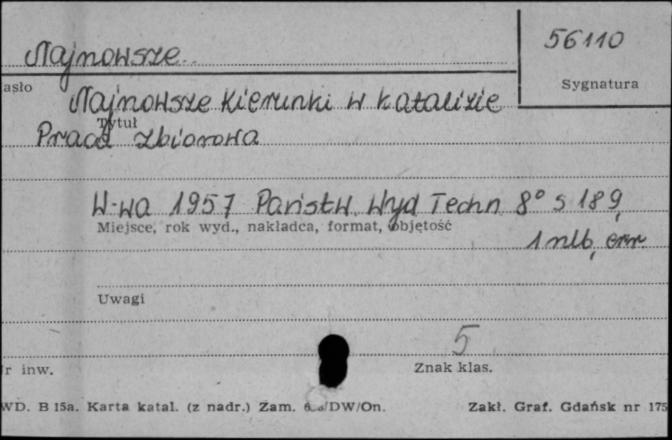 Najnowsze
56110
asło
Sygnatura
Najnowsze kierunki w katalizie
Tytuł
Praca zbiorowa
W-wa 1957 Państw. Wyd Techn 8° s 189,
Miejsce, rok wyd., nakładca, format, objętość
1 nlb, err
Uwagi
5
r inw.
Znak klas.
WD. B 15a. Karta katal. (z nadr.) Zam. /DW/On.
Zakł. Graf. Gdańsk nr 175